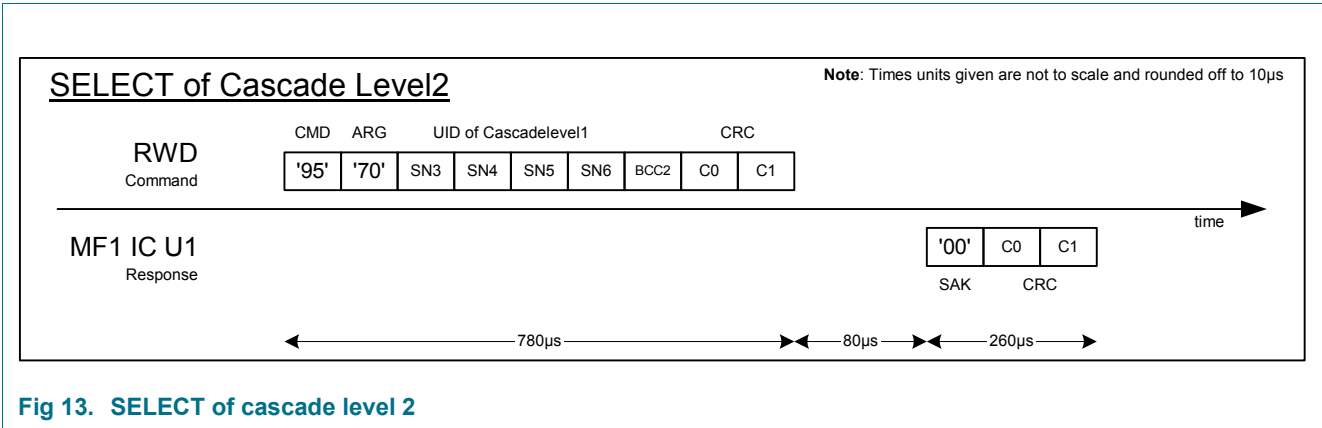 SELECT of Cascade Level2
Note: Times units given are not to scale and rounded off to 10µs
CMD ARG UID of Cascadelevel1 CRC
RWD
Command
'95' '70' SN3 SN4 SN5 SN6 BCC2 C0 C1
time
MF1 IC U1
Response
'00' C0 C1
SAK CRC
780µs 80µs 260µs
Fig 13. SELECT of cascade level 2